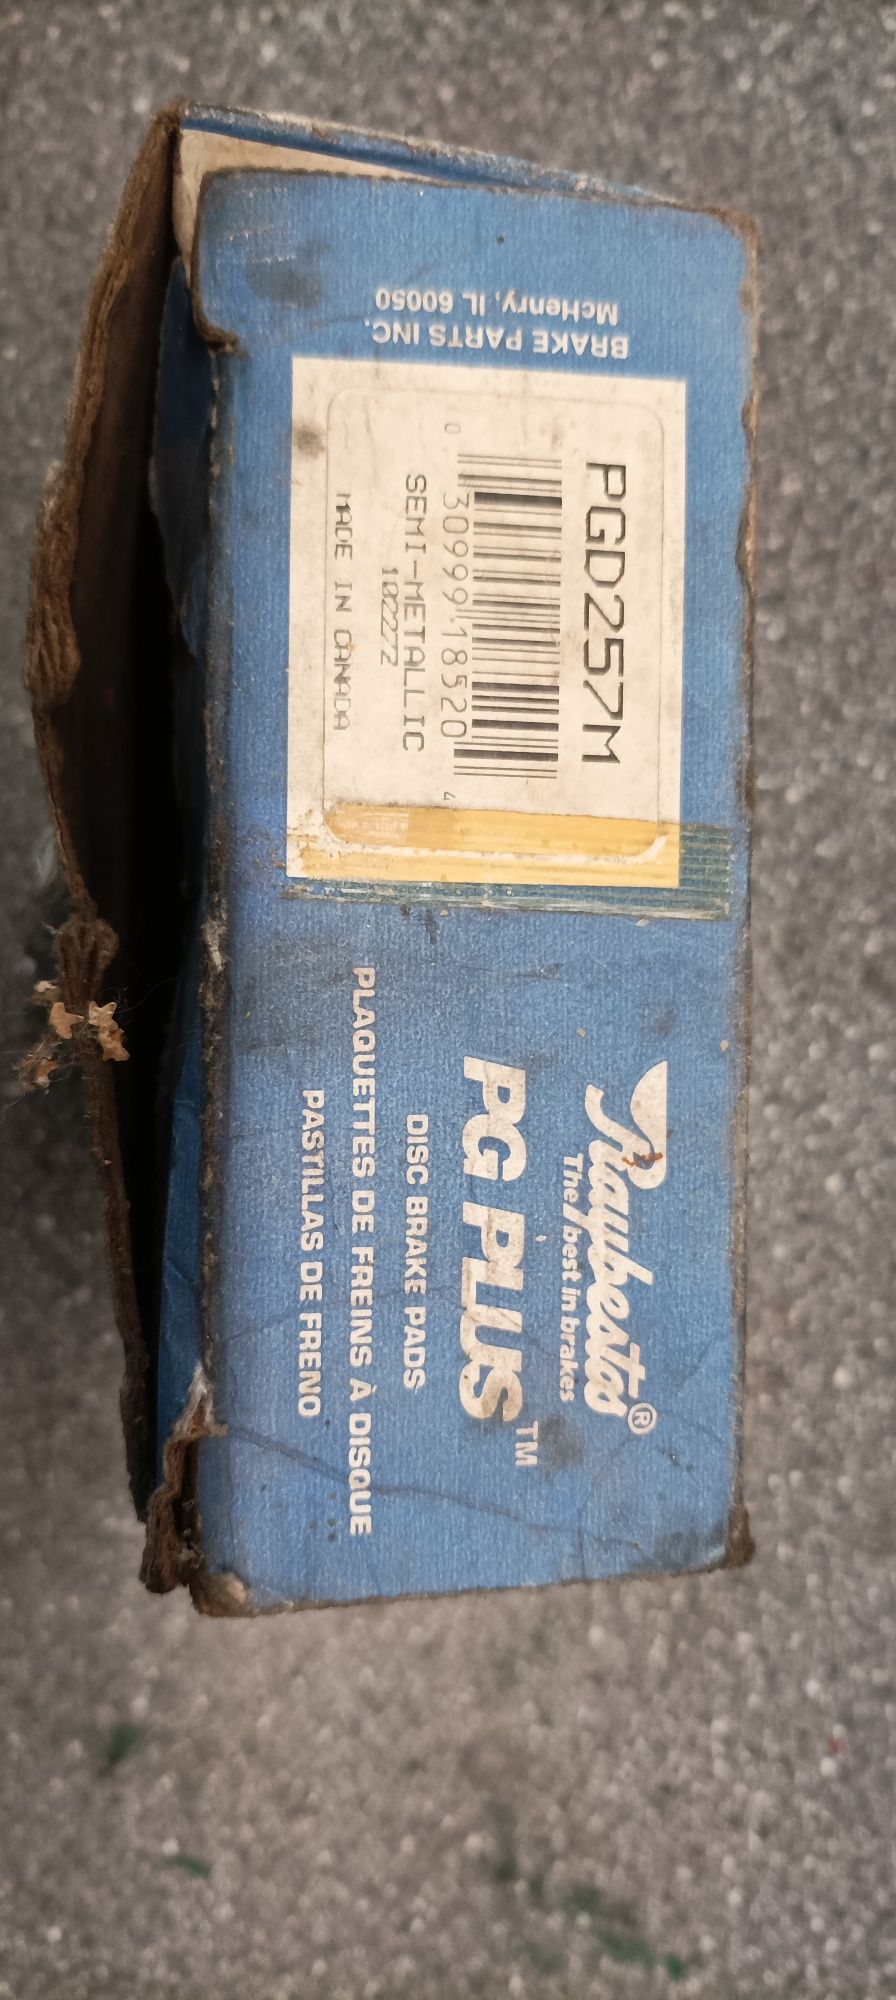 BRAKE PARTS INC.
McHenry, IL 60050
PGD257M
0 30999 18520 4
SEMI-METALLIC
102272
MADE IN CANADA
Raybestos®
The best in brakes
PG PLUS™
DISC BRAKE PADS
PLAQUETTES DE FREINS À DISQUE
PASTILLAS DE FRENO